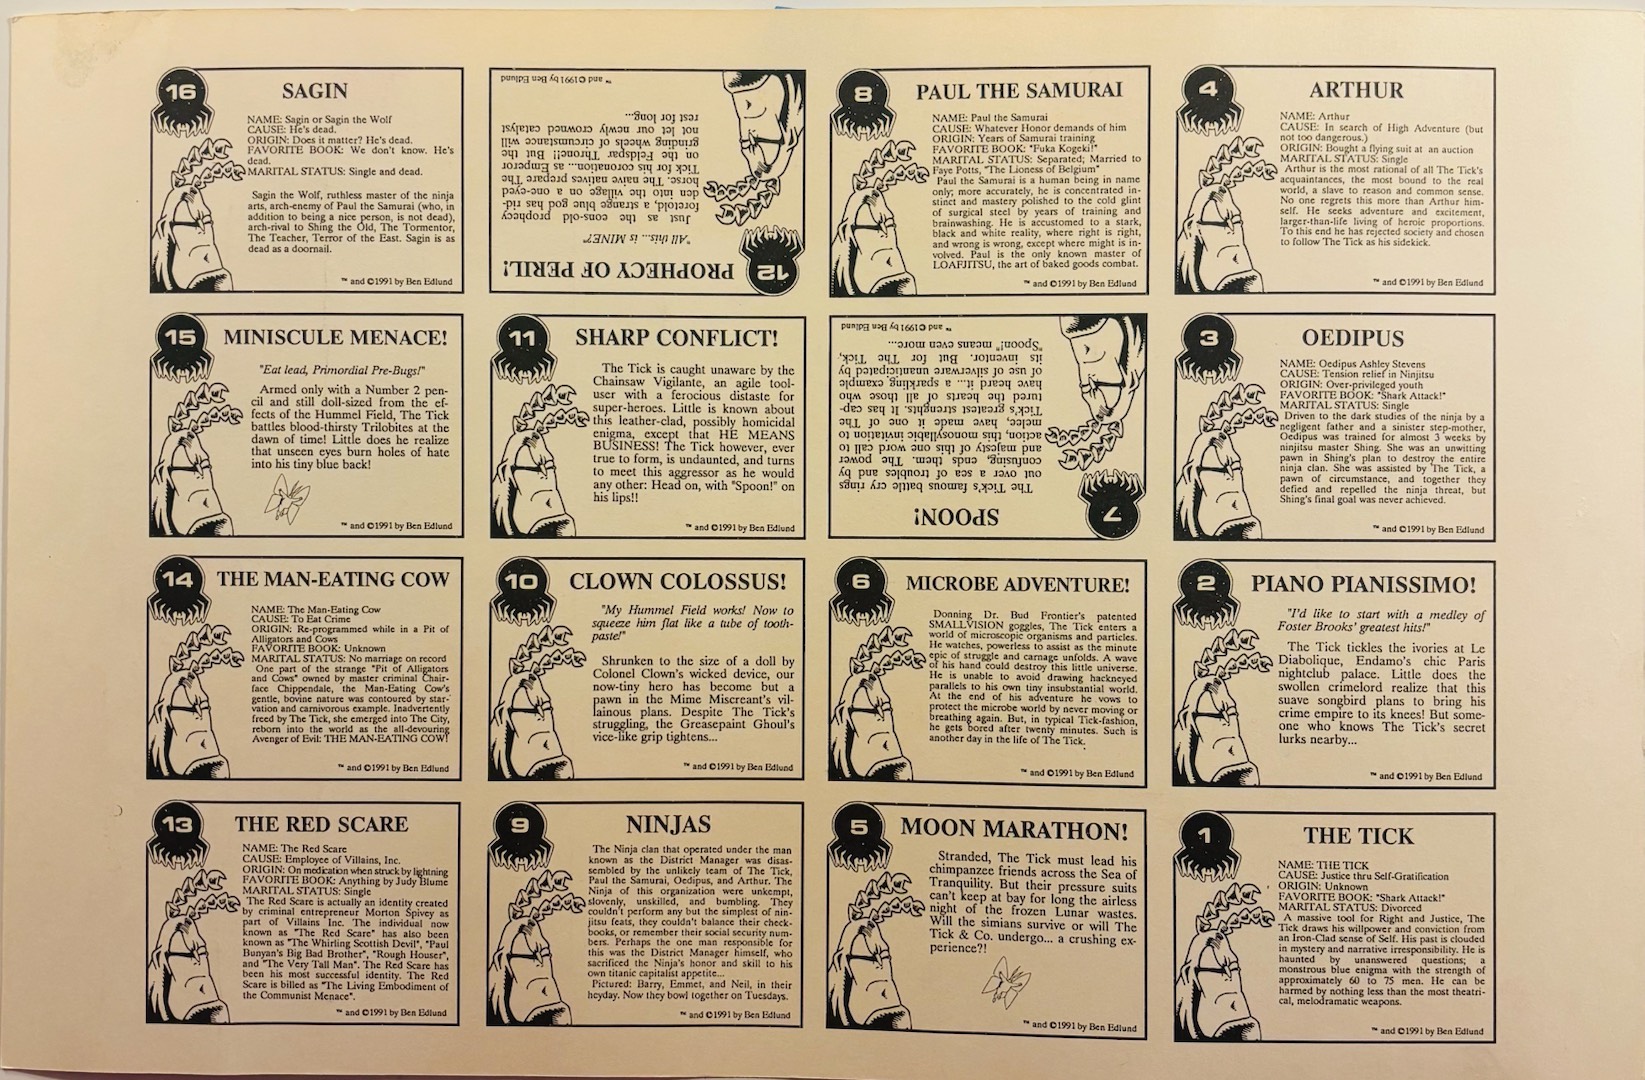 16
SAGIN
NAME: Sagin or Sagin the Wolf
CAUSE: He's dead.
ORIGIN: Does it matter? He's dead.
FAVORITE BOOK: We don't know. He's
dead.
MARITAL STATUS: Single and dead.
Sagin the Wolf, ruthless master of the ninja
arts, arch-enemy of Paul the Samurai (who, in
addition to being a nice person, is not dead),
arch-rival to Shing the Old, The Tormentor,
The Teacher, Terror of the East. Sagin is as
dead as a doornail.
™ and ©1991 by Ben Edlund
12
PROPHECY OF PERIL!
"All this... is MINE?"
Just as the cons-old prophecy
foretold, a strange blue god has rid-
den into the village on a one-eyed
horse. The naive natives prepare The
Tick for his coronation... as Emperor
on the Feldspar Throne!! But the
grinding wheels of circumstance will
not let our newly crowned catalyst
rest for long...
™ and ©1991 by Ben Edlund
8
PAUL THE SAMURAI
NAME: Paul the Samurai
CAUSE: Whatever Honor demands of him
ORIGIN: Years of Samurai training
FAVORITE BOOK: "Fuka Kogeki!"
MARITAL STATUS: Separated; Married to
Faye Potts, "The Lioness of Belgium"
Paul the Samurai is a human being in name
only; more accurately, he is concentrated in-
stinct and mastery polished to the cold glint
of surgical steel by years of training and
brainwashing. He is accustomed to a stark,
black and white reality, where right is right,
and wrong is wrong, except where might is in-
volved. Paul is the only known master of
LOAFJITSU, the art of baked goods combat.
™ and ©1991 by Ben Edlund
4
ARTHUR
NAME: Arthur
CAUSE: In search of High Adventure (but
not too dangerous.)
ORIGIN: Bought a flying suit at an auction
MARITAL STATUS: Single
Arthur is the most rational of all The Tick's
acquaintances, the most bound to the real
world, a slave to reason and common sense.
No one regrets this more than Arthur him-
self. He seeks adventure and excitement,
larger-than-life living of heroic proportions.
To this end he has rejected society and chosen
to follow The Tick as his sidekick.
™ and ©1991 by Ben Edlund
15
MINISCULE MENACE!
"Eat lead, Primordial Pre-Bugs!"
Armed only with a Number 2 pen-
cil and still doll-sized from the ef-
fects of the Hummel Field, The Tick
battles blood-thirsty Trilobites at the
dawn of time! Little does he realize
that unseen eyes burn holes of hate
into his tiny blue back!
™ and ©1991 by Ben Edlund
11
SHARP CONFLICT!
The Tick is caught unaware by the
Chainsaw Vigilante, an agile tool-
user with a ferocious distaste for
super-heroes. Little is known about
this leather-clad, possibly homicidal
enigma, except that HE MEANS
BUSINESS! The Tick however, ever
true to form, is undaunted, and turns
to meet this aggressor as he would
any other: Head on, with "Spoon!" on
his lips!!
™ and ©1991 by Ben Edlund
7
SPOON!
The Tick's famous battle cry rings
out over a sea of troubles and by
confusing, ends them. The power
and majesty of this one word call to
action, this monosyllabic invitation to
melee, have made it one of The
Tick's greatest strenghts. It has cap-
tured the hearts of all those who
have heard it... a sparkling example
of use of silverware unanticipated by
its inventor. But for The Tick,
"Spoon!" means even more...
™ and ©1991 by Ben Edlund
3
OEDIPUS
NAME: Oedipus Ashley Stevens
CAUSE: Tension relief in Ninjitsu
ORIGIN: Over-privileged youth
FAVORITE BOOK: "Shark Attack!"
MARITAL STATUS: Single
Driven to the dark studies of the ninja by a
negligent father and a sinister step-mother,
Oedipus was trained for almost 3 weeks by
ninjitsu master Shing. She was an unwitting
pawn in Shing's plan to destroy the entire
ninja clan. She was assisted by The Tick, a
pawn of circumstance, and together they
defied and repelled the ninja threat, but
Shing's final goal was never achieved.
™ and ©1991 by Ben Edlund
14
THE MAN-EATING COW
NAME: The Man-Eating Cow
CAUSE: To Eat Crime
ORIGIN: Re-programmed while in a Pit of
Alligators and Cows
FAVORITE BOOK: Unknown
MARITAL STATUS: No marriage on record
One part of the strange "Pit of Alligators
and Cows" owned by master criminal Chair-
face Chippendale, the Man-Eating Cow's
gentle, bovine nature was contoured by star-
vation and carnivorous example. Inadvertently
freed by The Tick, she emerged into The City,
reborn into the world as the all-devouring
Avenger of Evil: THE MAN-EATING COW!
™ and ©1991 by Ben Edlund
10
CLOWN COLOSSUS!
"My Hummel Field works! Now to
squeeze him flat like a tube of tooth-
paste!"
Shrunken to the size of a doll by
Colonel Clown's wicked device, our
now-tiny hero has become but a
pawn in the Mime Miscreant's vil-
lainous plans. Despite The Tick's
struggling, the Greasepaint Ghoul's
vice-like grip tightens...
™ and ©1991 by Ben Edlund
6
MICROBE ADVENTURE!
Donning Dr. Bud Frontier's patented
SMALLVISION goggles, The Tick enters a
world of microscopic organisms and particles.
He watches, powerless to assist as the minute
epic of struggle and carnage unfolds. A wave
of his hand could destroy this little universe.
He is unable to avoid drawing hackneyed
parallels to his own tiny insubstantial world.
At the end of his adventure he vows to
protect the microbe world by never moving or
breathing again. But, in typical Tick-fashion,
he gets bored after twenty minutes. Such is
another day in the life of The Tick.
™ and ©1991 by Ben Edlund
2
PIANO PIANISSIMO!
"I'd like to start with a medley of
Foster Brooks' greatest hits!"
The Tick tickles the ivories at Le
Diabolique, Endamo's chic Paris
nightclub palace. Little does the
swollen crimelord realize that this
suave songbird plans to bring his
crime empire to its knees! But some-
one who knows The Tick's secret
lurks nearby...
™ and ©1991 by Ben Edlund
13
THE RED SCARE
NAME: The Red Scare
CAUSE: Employee of Villains, Inc.
ORIGIN: On medication when struck by lightning
FAVORITE BOOK: Anything by Judy Blume
MARITAL STATUS: Single
The Red Scare is actually an identity created
by criminal entrepreneur Morton Spivey as
part of Villains Inc. The individual now
known as "The Red Scare" has also been
known as "The Whirling Scottish Devil", "Paul
Bunyan's Big Bad Brother", "Rough Houser",
and "The Very Tall Man". The Red Scare has
been his most successful identity. The Red
Scare is billed as "The Living Embodiment of
the Communist Menace".
™ and ©1991 by Ben Edlund
9
NINJAS
The Ninja clan that operated under the man
known as the District Manager was disas-
sembled by the unlikely team of The Tick,
Paul the Samurai, Oedipus, and Arthur. The
Ninja of this organization were unkempt,
slovenly, unskilled, and bumbling. They
couldn't perform any but the simplest of nin-
jitsu feats, they couldn't balance their check-
books, or remember their social security num-
bers. Perhaps the one man responsible for
this was the District Manager himself, who
sacrificed the Ninja's honor and skill to his
own titanic capitalist appetite...
Pictured: Barry, Emmet, and Neil, in their
heyday. Now they bowl together on Tuesdays.
™ and ©1991 by Ben Edlund
5
MOON MARATHON!
Stranded, The Tick must lead his
chimpanzee friends across the Sea of
Tranquility. But their pressure suits
can't keep at bay for long the airless
night of the frozen Lunar wastes.
Will the simians survive or will The
Tick & Co. undergo... a crushing ex-
perience?!
™ and ©1991 by Ben Edlund
1
THE TICK
NAME: THE TICK
CAUSE: Justice thru Self-Gratification
ORIGIN: Unknown
FAVORITE BOOK: "Shark Attack!"
MARITAL STATUS: Divorced
A massive tool for Right and Justice, The
Tick draws his willpower and conviction from
an Iron-Clad sense of Self. His past is clouded
in mystery and narrative irresponsibility. He is
haunted by unanswered questions; a
monstrous blue enigma with the strength of
approximately 60 to 75 men. He can be
harmed by nothing less than the most theatri-
cal, melodramatic weapons.
™ and ©1991 by Ben Edlund